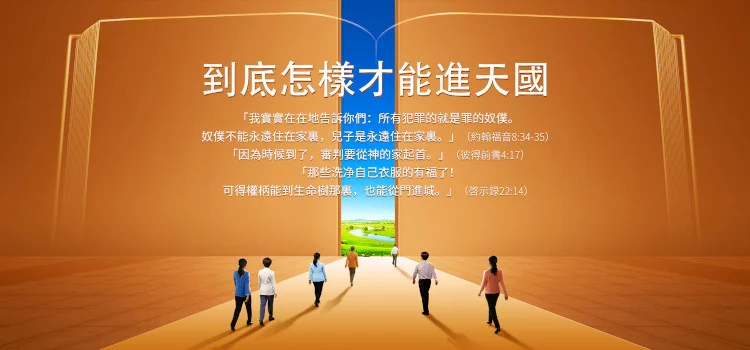 到底怎樣才能進天國
「我實實在在地告訴你們：所有犯罪的就是罪的奴僕。
奴僕不能永遠住在家裏，兒子是永遠住在家裏。」（約翰福音8:34-35）
「因為時候到了，審判要從神的家起首。」（彼得前書4:17）
「那些洗净自己衣服的有福了！
可得權柄能到生命樹那裏，也能從門進城。」（啓示録22:14）